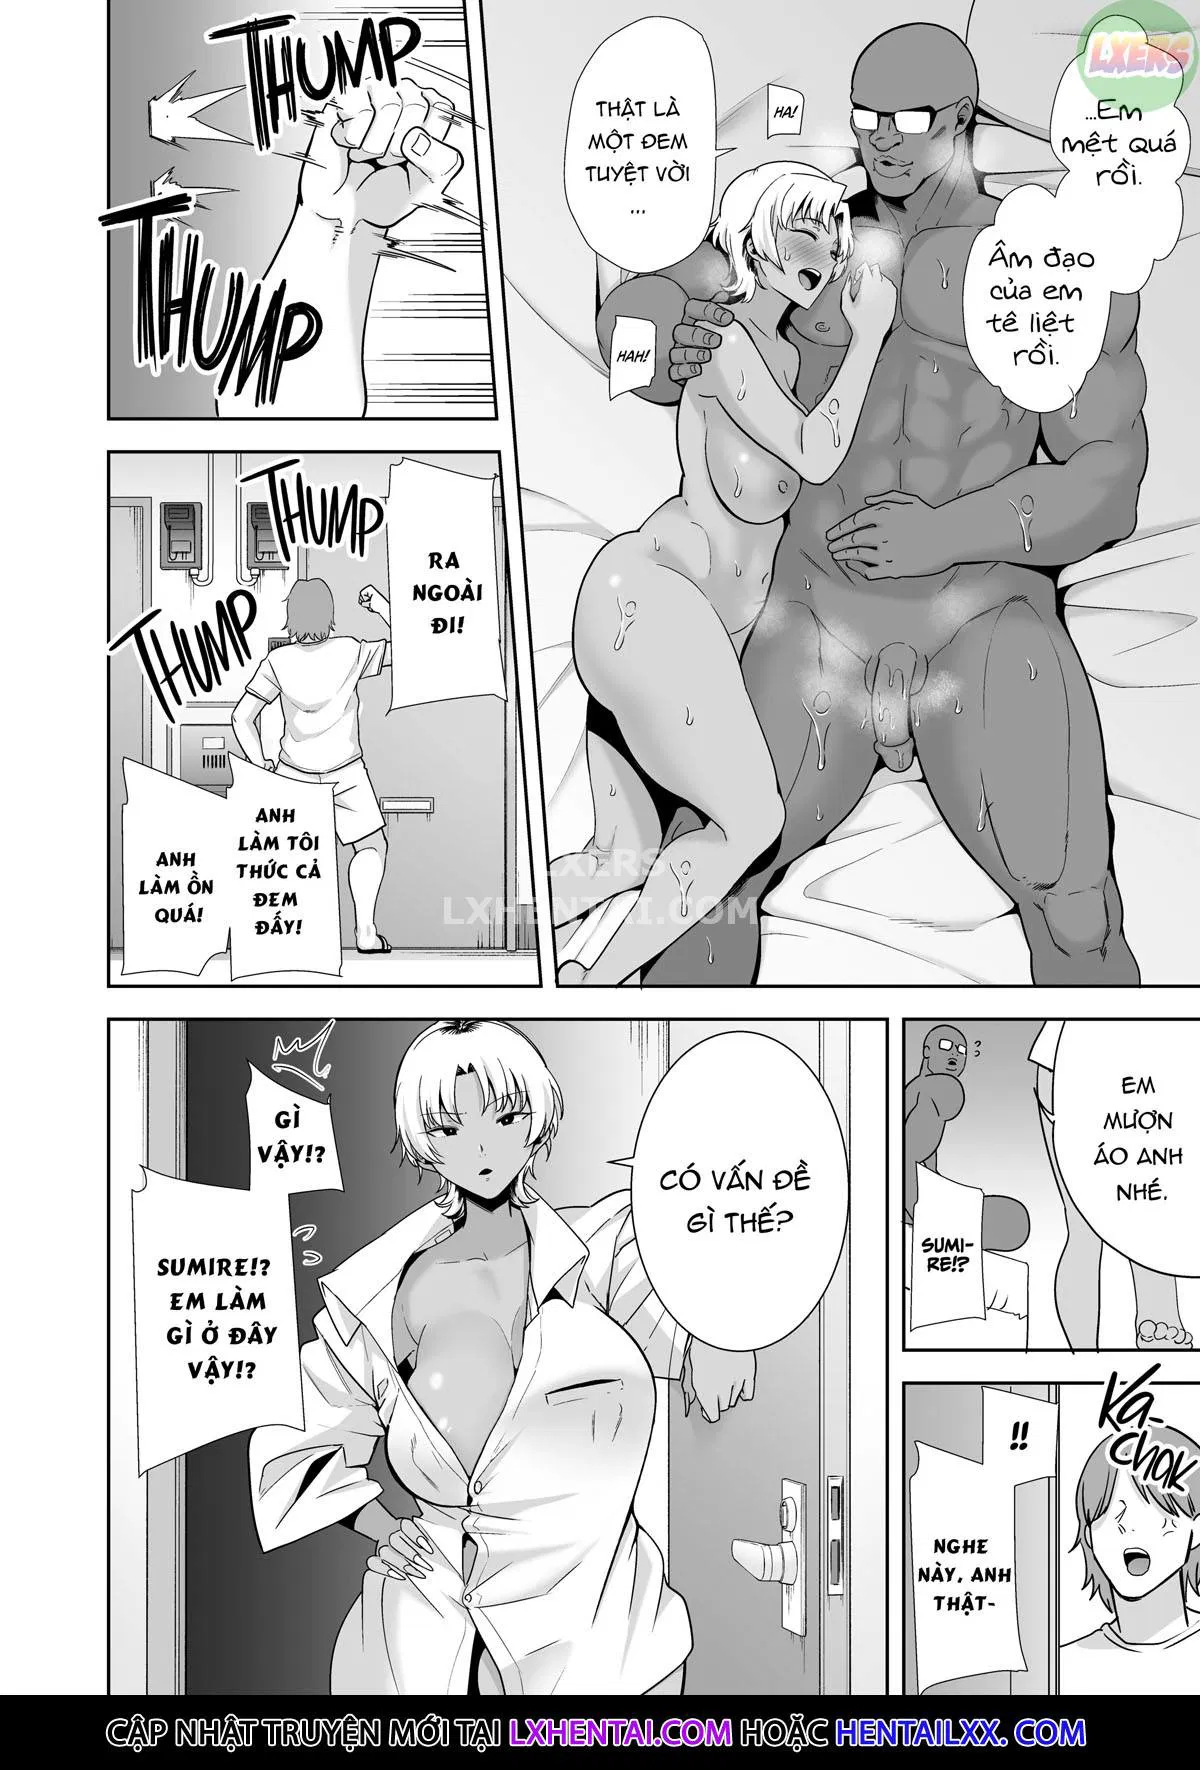 LXERS
...Em
mệt quá
rồi.
Âm đạo
của em
tê liệt
rồi.
HA!
THẬT LÀ
MỘT ĐEM
TUYỆT VỜI
...
HAH!
THUMP
THUMP
THUMP
THUMP
RA
NGOÀI
ĐI!
ANH
LÀM TÔI
THỨC CẢ
ĐEM
ĐẤY!
ANH
LÀM ỒN
QUÁ!
LXERS
LXHENTAI.COM
EM
MƯỢN
ÁO ANH
NHÉ.
SUMI-
RE!?
KA-
CHAK
!!
NGHE
NÀY, ANH
THẬT-
CÓ VẤN ĐỀ
GÌ THẾ?
GÌ
VẬY!?
SUMIRE!?
EM LÀM
GÌ Ở ĐÂY
VẬY!?
CẬP NHẬT TRUYỆN MỚI TẠI LXHENTAI.COM HOẶC HENTAILXX. COM